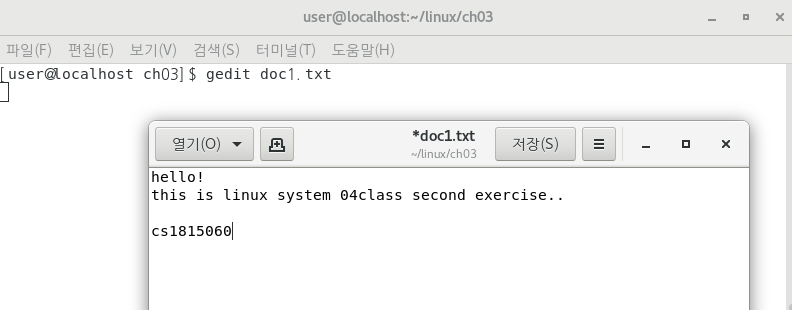 user@localhost:~/linux/ch03
파일(F) 편집(E) 보기(V) 검색(S) 터미널(T) 도움말(H)
[user@localhost ch03]$ gedit doc1.txt
열기(O) *doc1.txt 저장(S)
~/linux/ch03
hello!
this is linux system 04class second exercise..
cs1815060